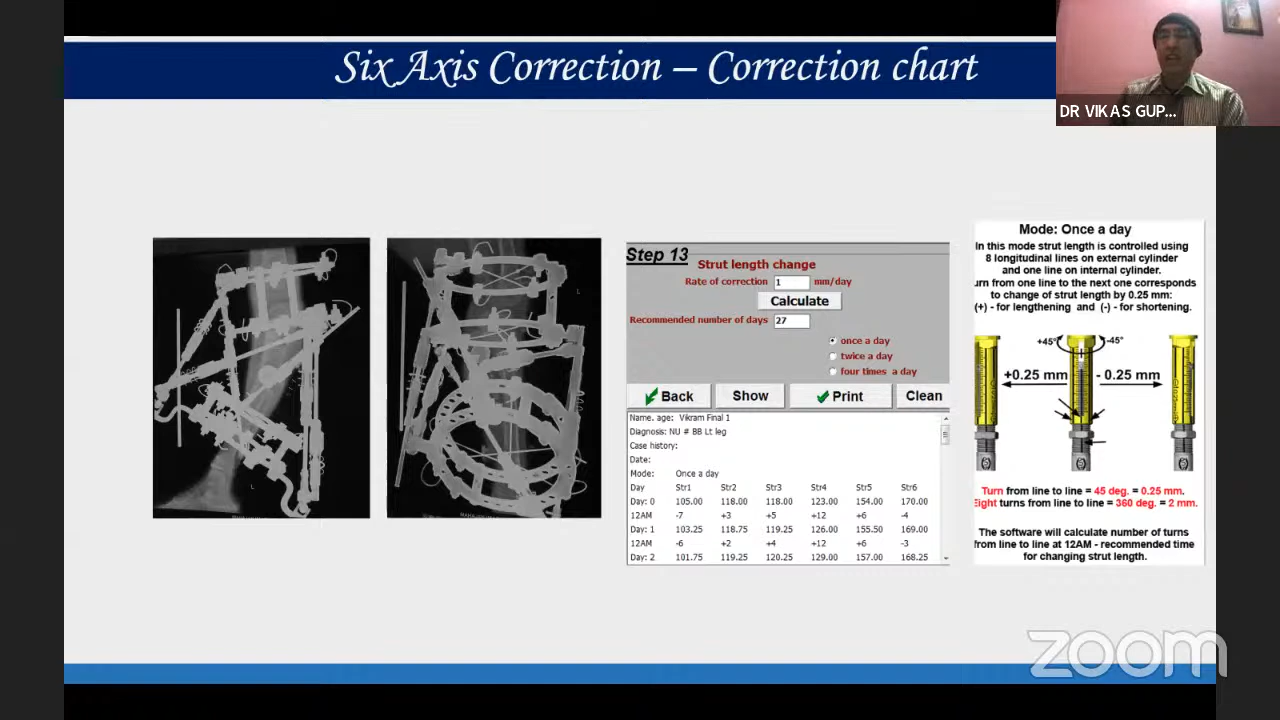 Six Axis Correction – Correction chart
DR VIKAS GUP...
Step 13
Strut length change
Rate of correction 1 mm/day
Calculate
Recommended number of days 27
once a day
twice a day
four times a day
Back Show Print Clean
Name. age: Vikram Final 1
Diagnosis: NU # BB Lt leg
Case history:
Date:
Mode: Once a day
Day Str1 Str2 Str3 Str4 Str5 Str6
Day: 0 105.00 118.00 118.00 123.00 154.00 170.00
12AM -7 +3 +5 +12 +6 -4
Day: 1 103.25 118.75 119.25 126.00 155.50 169.00
12AM -6 +2 +4 +12 +6 -3
Day: 2 101.75 119.25 120.25 129.00 157.00 168.25
Mode: Once a day
In this mode strut length is controlled using
8 longitudinal lines on external cylinder
and one line on internal cylinder.
urn from one line to the next one corresponds
to change of strut length by 0.25 mm:
(+) - for lengthening and (-) - for shortening.
+45° -45°
+0.25 mm - 0.25 mm
Turn from line to line = 45 deg. = 0.25 mm.
Eight turns from line to line = 360 deg. = 2 mm.
The software will calculate number of turns
from line to line at 12AM - recommended time
for changing strut length.
zoom